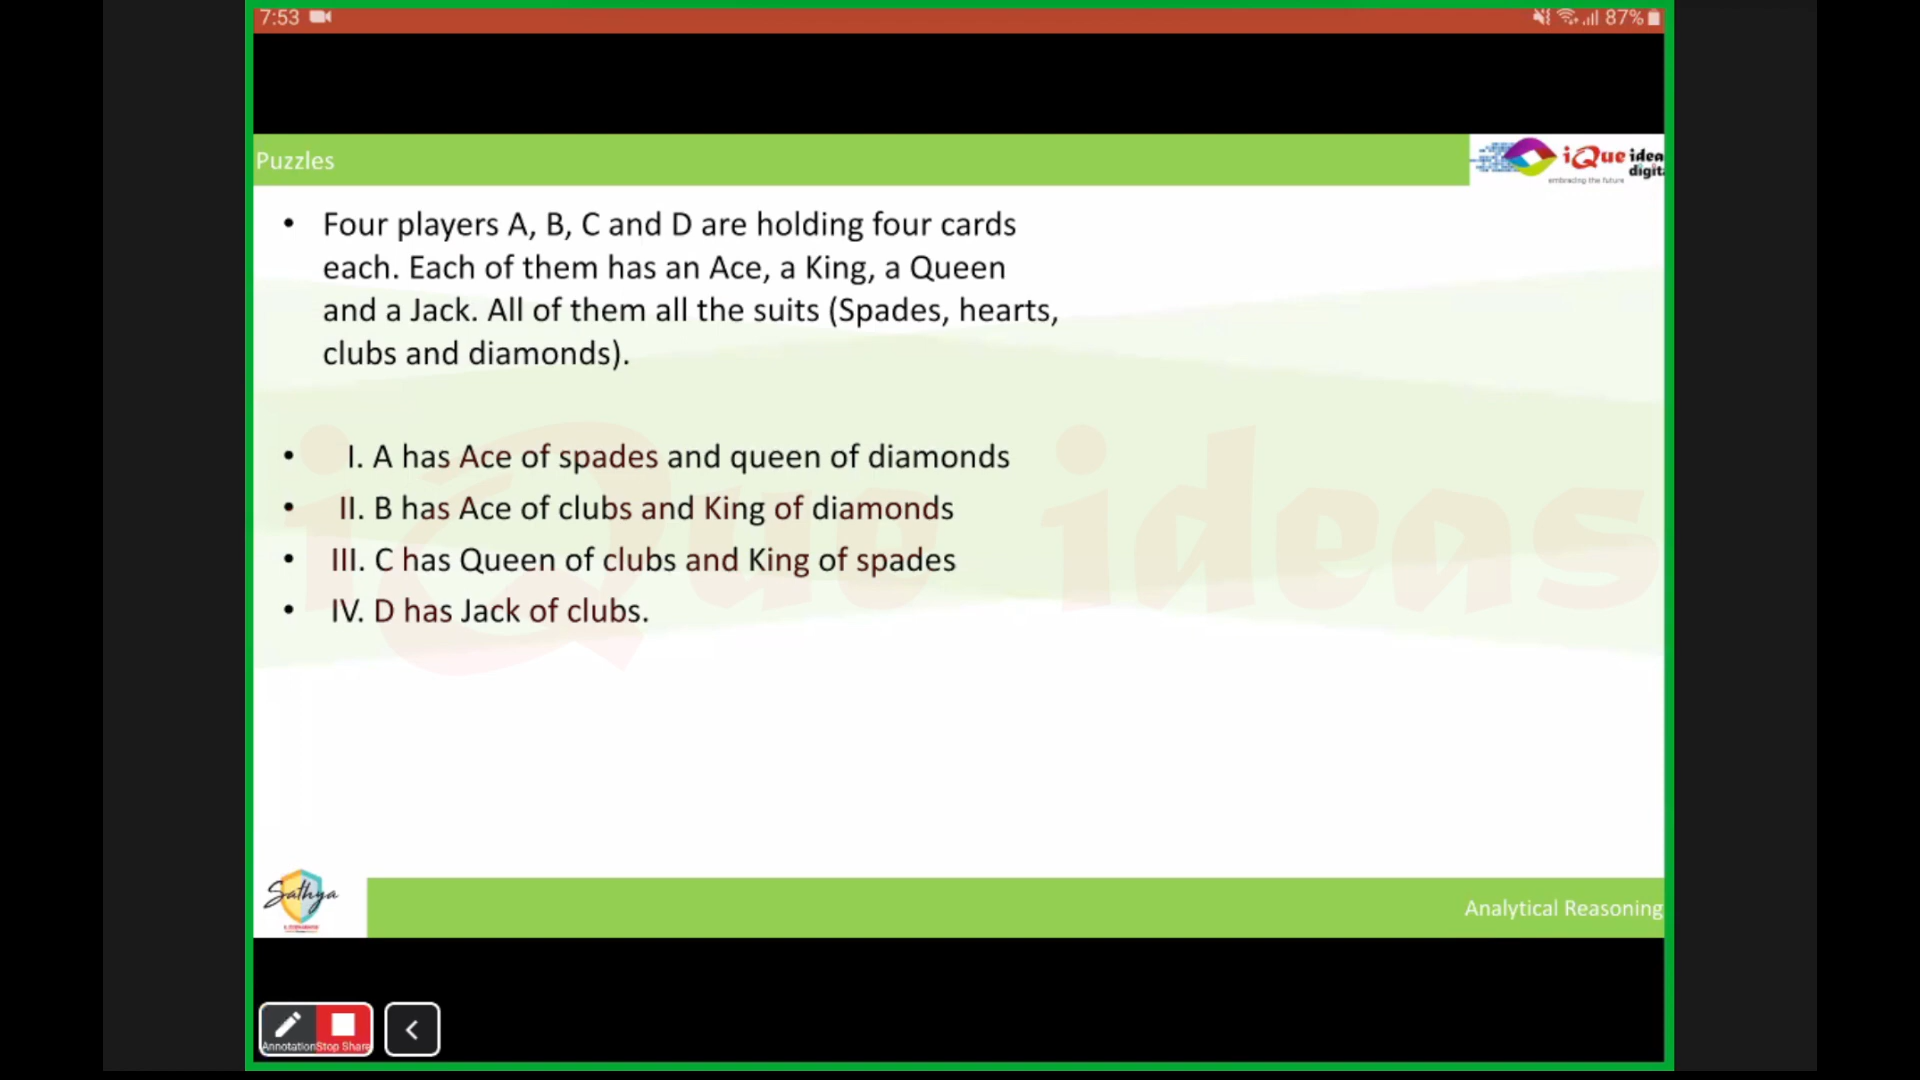 7:53
87%
Puzzles
iQue idea
digit
embracing the future
• Four players A, B, C and D are holding four cards
each. Each of them has an Ace, a King, a Queen
and a Jack. All of them all the suits (Spades, hearts,
clubs and diamonds).
• I. A has Ace of spades and queen of diamonds
• II. B has Ace of clubs and King of diamonds
• III. C has Queen of clubs and King of spades
• IV. D has Jack of clubs.
iQue ideas
Sathya
Analytical Reasoning
Annotation Stop Share